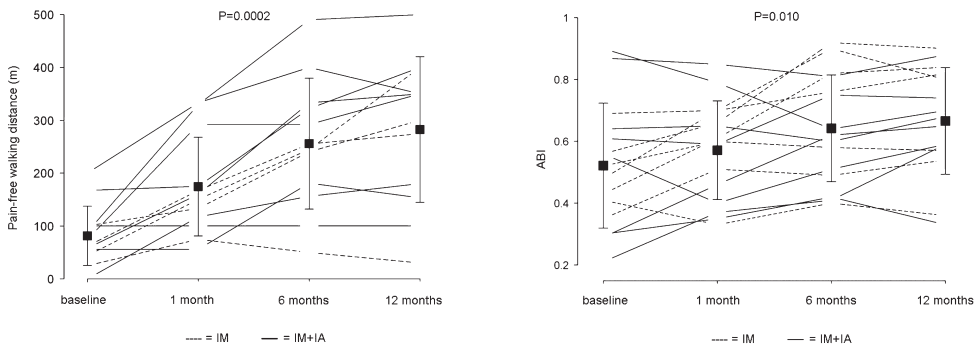 P=0.0002
Pain-free walking distance (m)
500
400
300
200
100
0
baseline 1 month 6 months 12 months
---- = IM — = IM+IA
P=0.010
ABI
1
0.8
0.6
0.4
0.2
baseline 1 month 6 months 12 months
---- = IM — = IM+IA